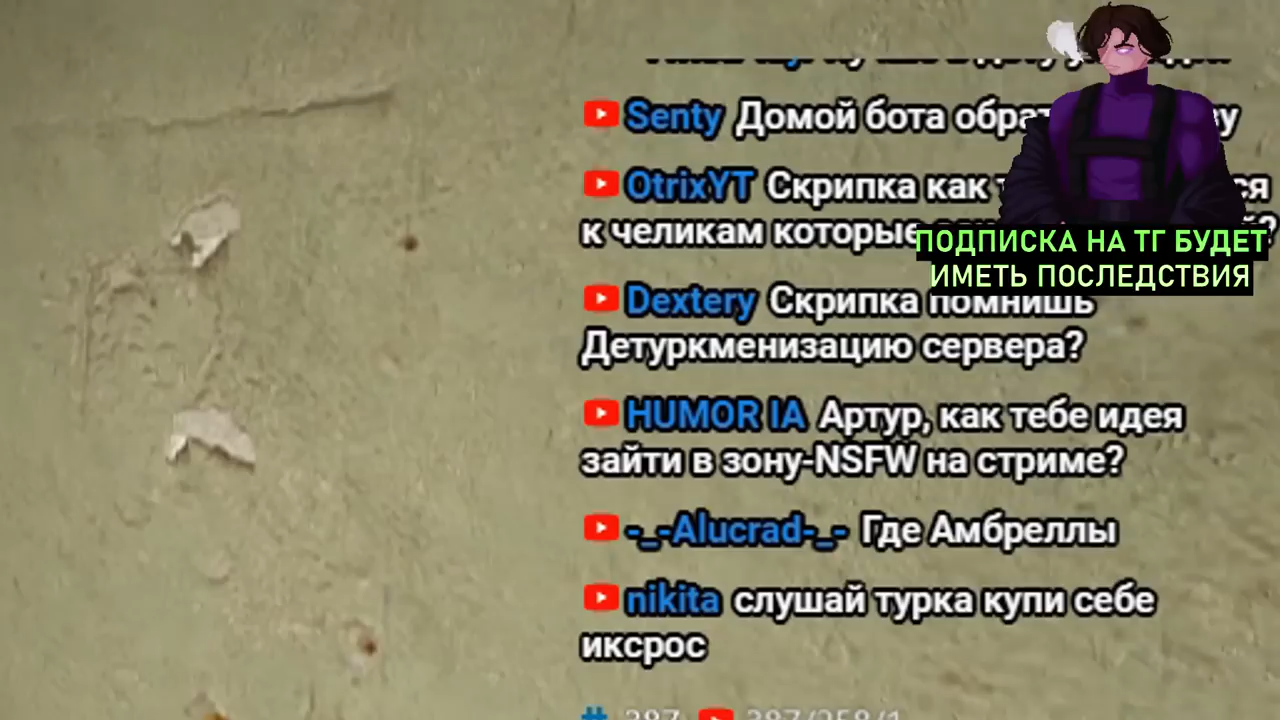 Senty Домой бота
OtrixYT Скрипка как
к челикам которые
ПОДПИСКА НА ТГ БУДЕТ
ИМЕТЬ ПОСЛЕДСТВИЯ
Dextery Скрипка помнишь
Детуркменизацию сервера?
HUMOR IA Артур, как тебе идея
зайти в зону-NSFW на стриме?
-_-Alucrad-_- Где Амбреллы
nikita слушай турка купи себе
иксрос